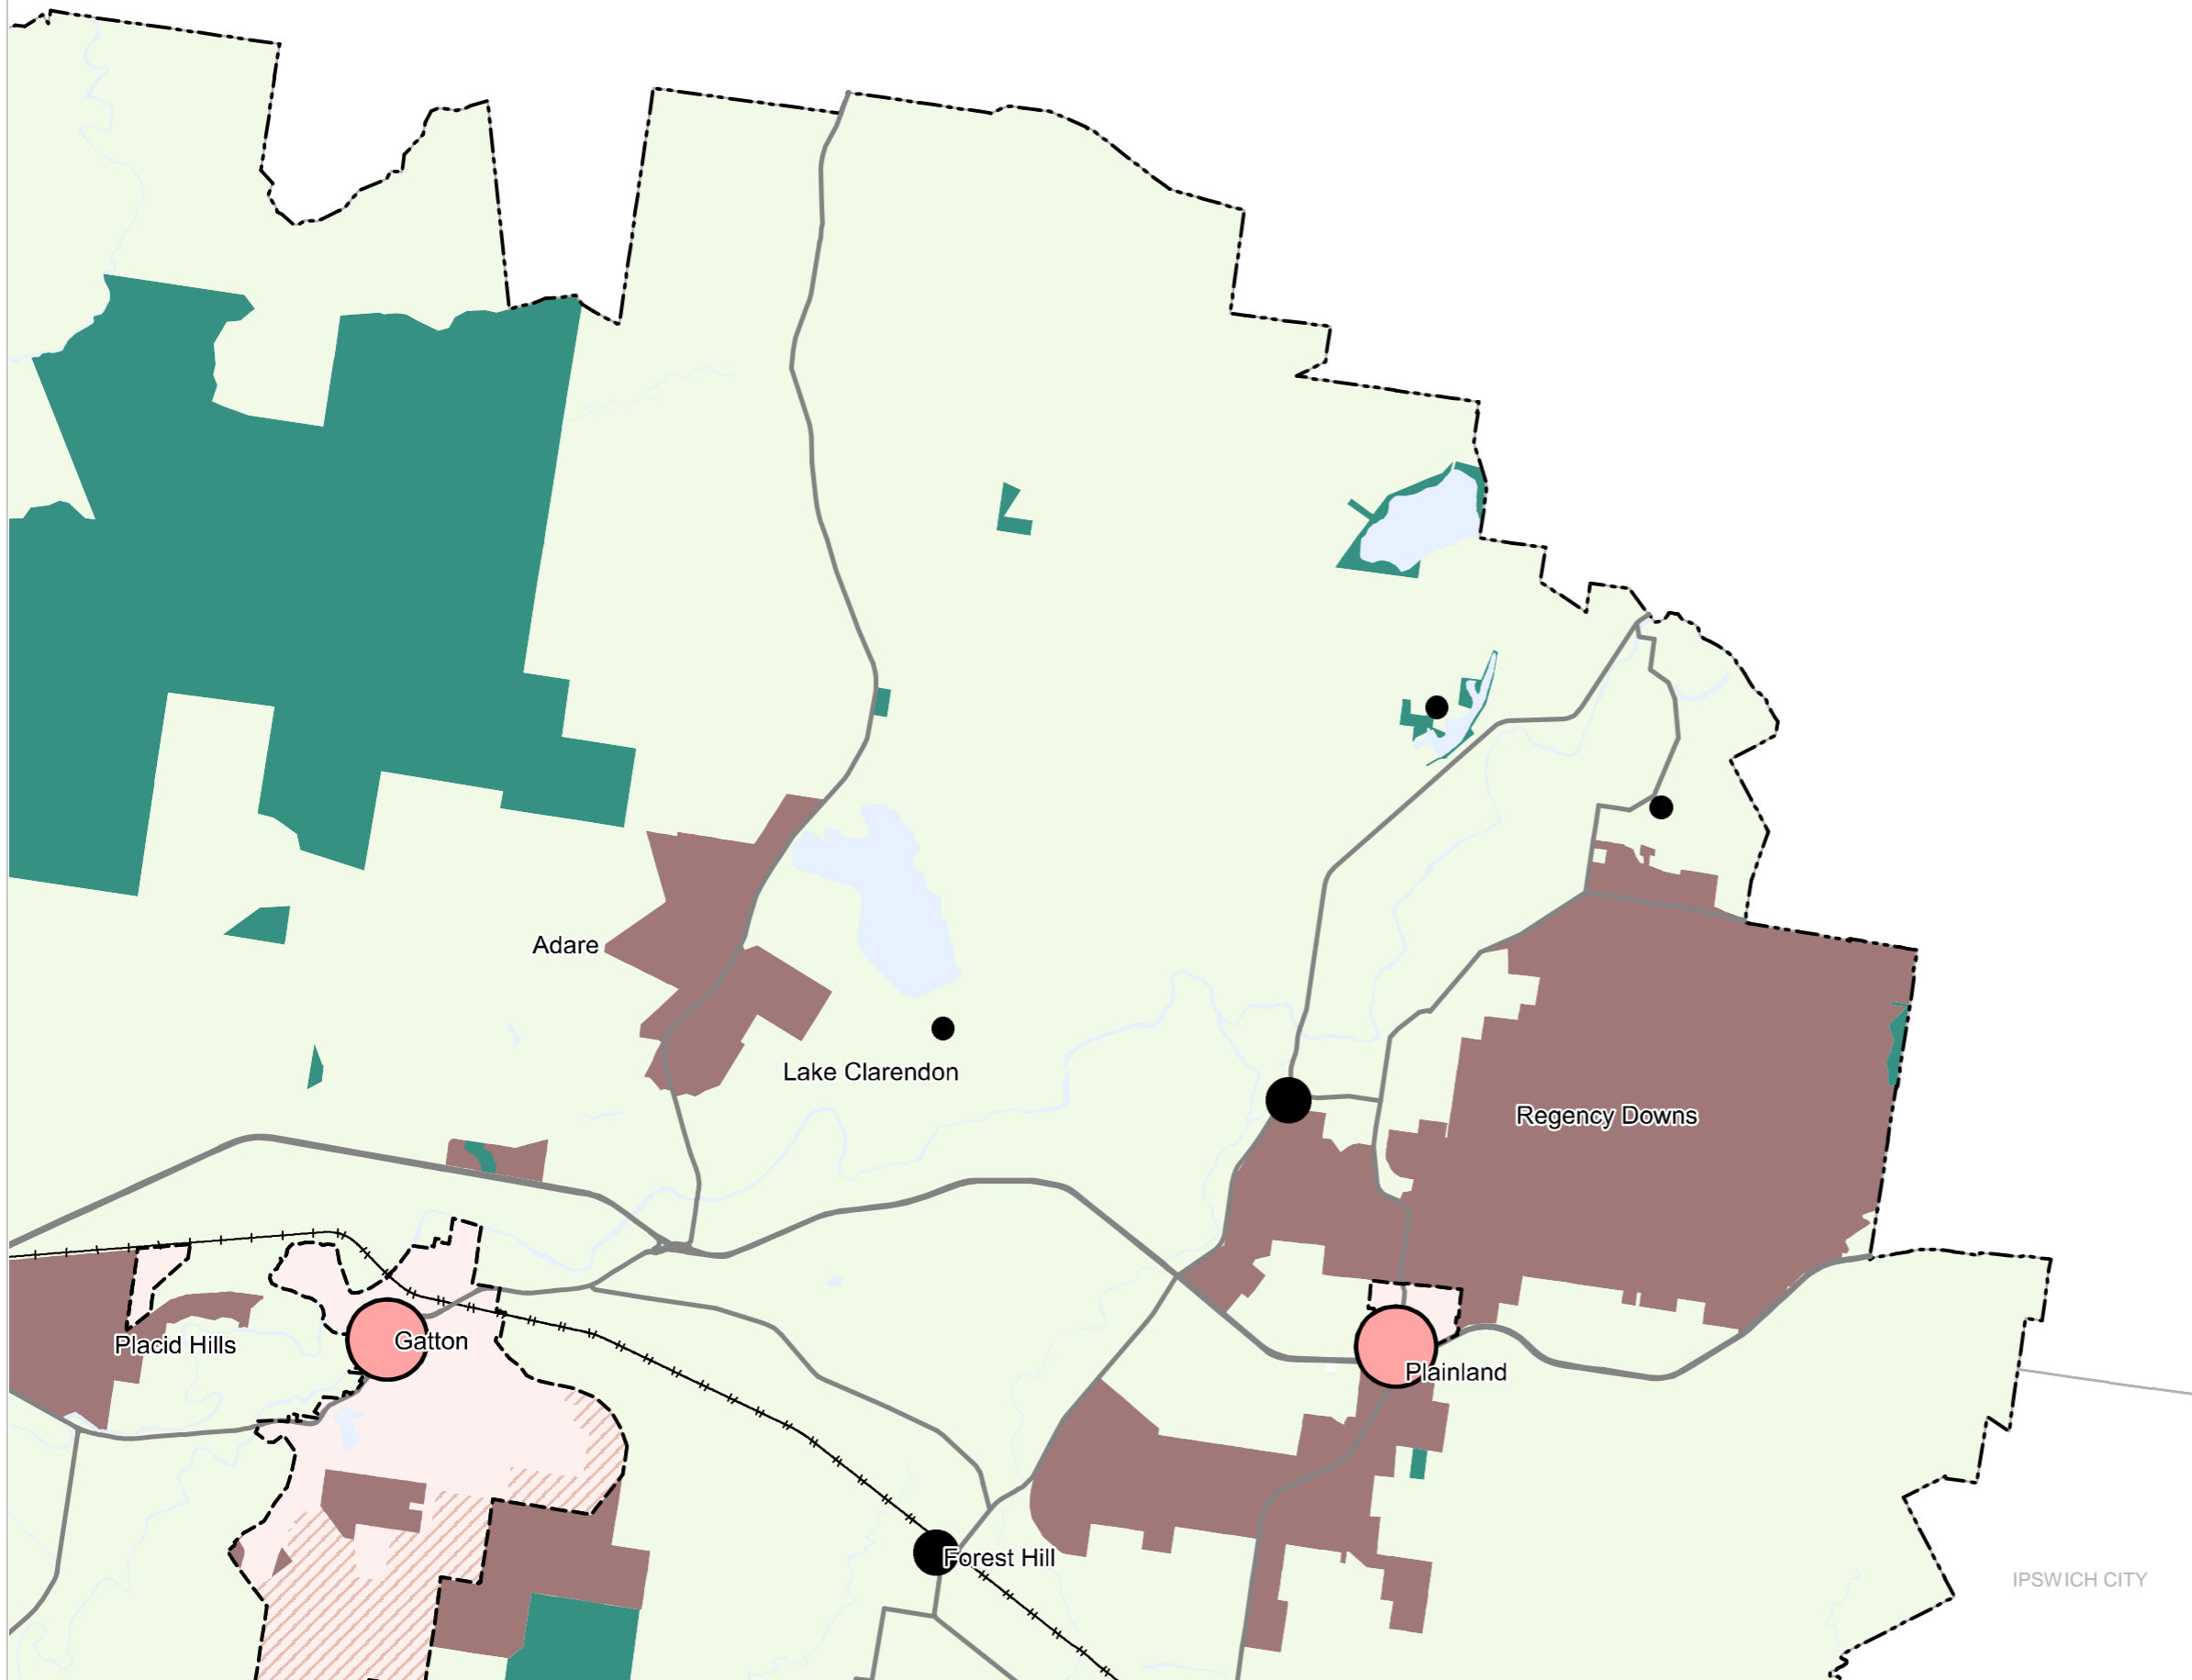 Adare
Lake Clarendon
Regency Downs
Placid Hills
Gatton
Plainland
Forest Hill
IPSWICH CITY